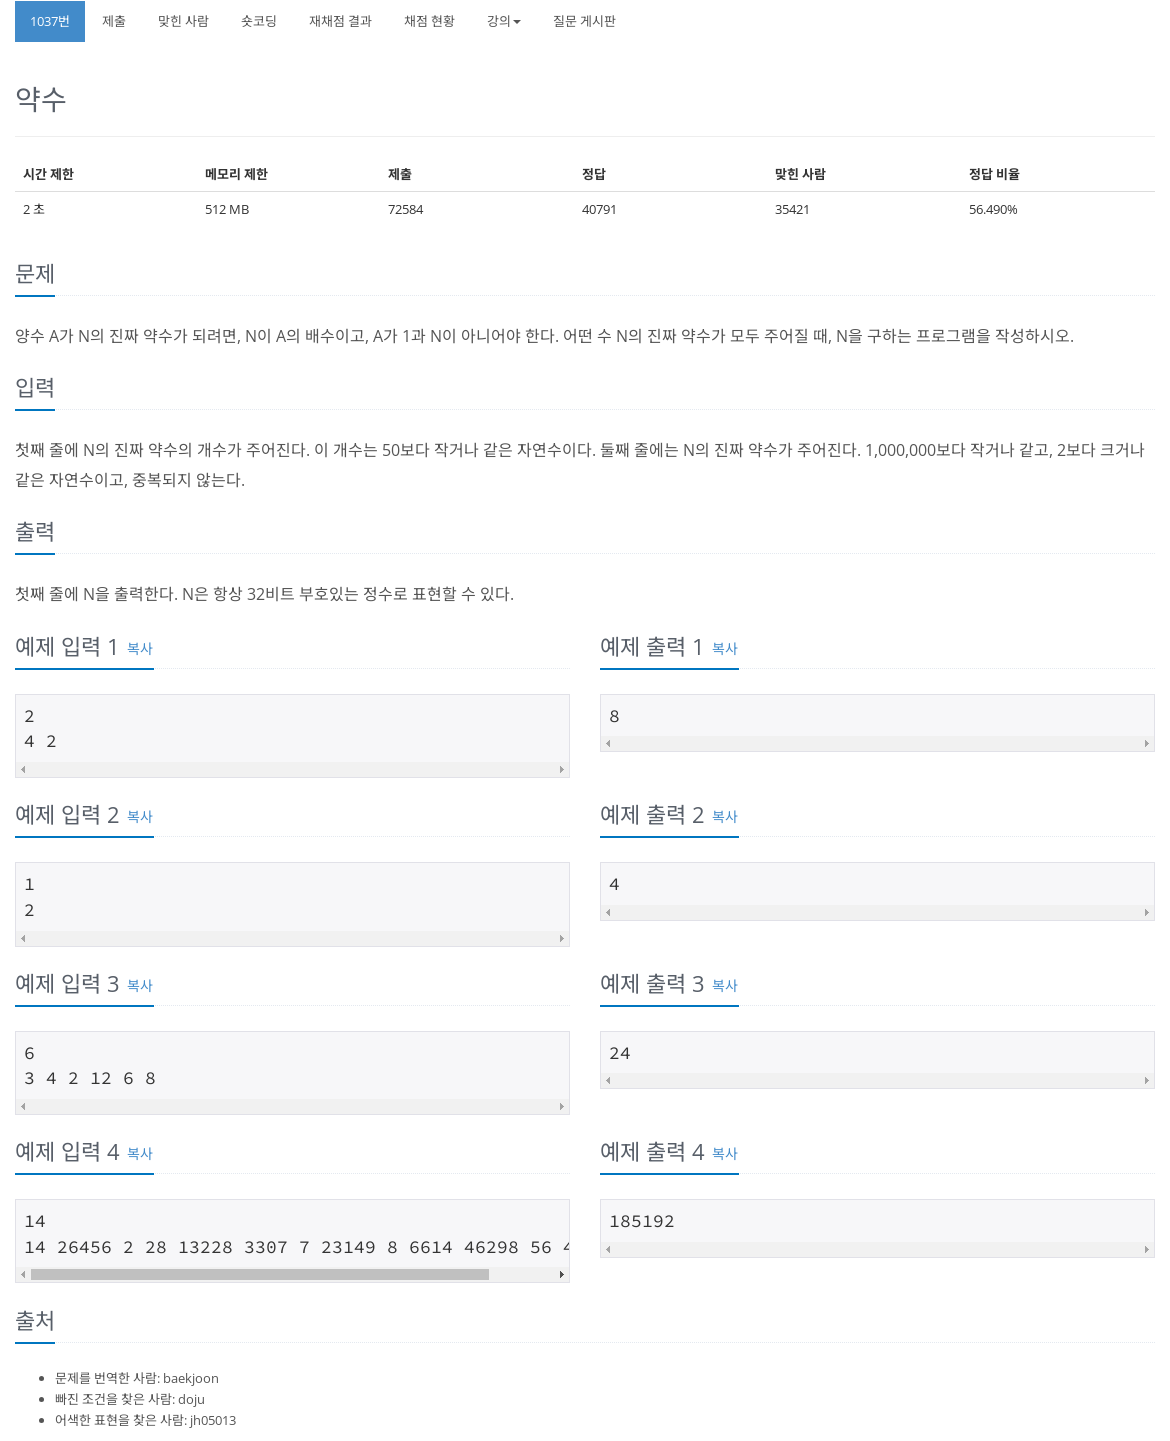 1037번 제출 맞힌 사람 숏코딩 재채점 결과 채점 현황 강의 질문 게시판
약수
시간 제한 메모리 제한 제출 정답 맞힌 사람 정답 비율
2 초 512 MB 72584 40791 35421 56.490%
문제
양수 A가 N의 진짜 약수가 되려면, N이 A의 배수이고, A가 1과 N이 아니어야 한다. 어떤 수 N의 진짜 약수가 모두 주어질 때, N을 구하는 프로그램을 작성하시오.
입력
첫째 줄에 N의 진짜 약수의 개수가 주어진다. 이 개수는 50보다 작거나 같은 자연수이다. 둘째 줄에는 N의 진짜 약수가 주어진다. 1,000,000보다 작거나 같고, 2보다 크거나
같은 자연수이고, 중복되지 않는다.
출력
첫째 줄에 N을 출력한다. N은 항상 32비트 부호있는 정수로 표현할 수 있다.
예제 입력 1 복사
2
4 2
예제 출력 1 복사
8
예제 입력 2 복사
1
2
예제 출력 2 복사
4
예제 입력 3 복사
6
3 4 2 12 6 8
예제 출력 3 복사
24
예제 입력 4 복사
14
14 26456 2 28 13228 3307 7 23149 8 6614 46298 56
예제 출력 4 복사
185192
출처
문제를 번역한 사람: baekjoon
빠진 조건을 찾은 사람: doju
어색한 표현을 찾은 사람: jh05013